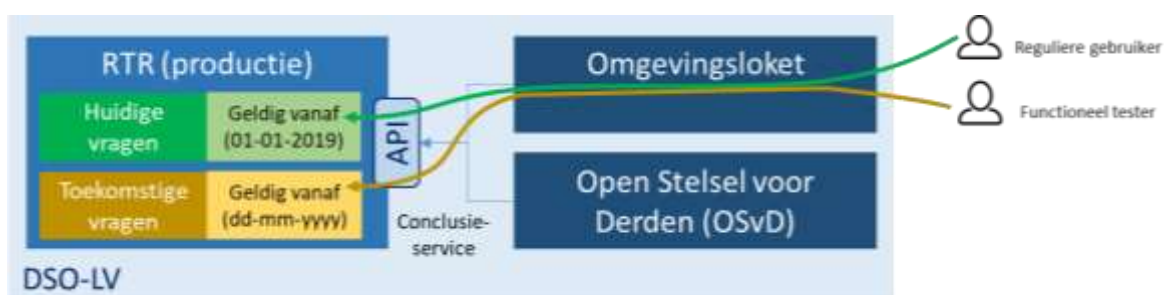 RTR (productie)
Huidige
vragen
Geldig vanaf
(01-01-2019)
Toekomstige
vragen
Geldig vanaf
(dd-mm-yyyy)
API
Conclusie-
service
Omgevingsloket
Open Stelsel voor
Derden (OSvD)
Reguliere gebruiker
Functioneel tester
DSO-LV